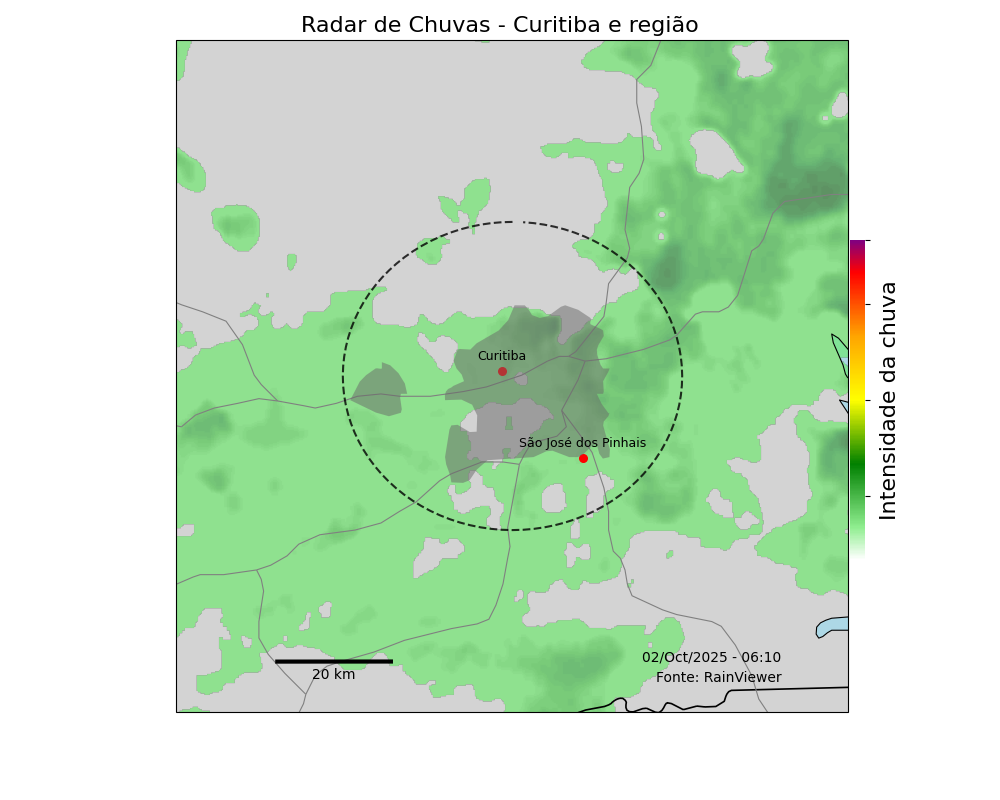 Radar de Chuvas - Curitiba e região
Curitiba
São José dos Pinhais
Intensidade da chuva
02/Oct/2025 - 06:10
Fonte: RainViewer
20 km